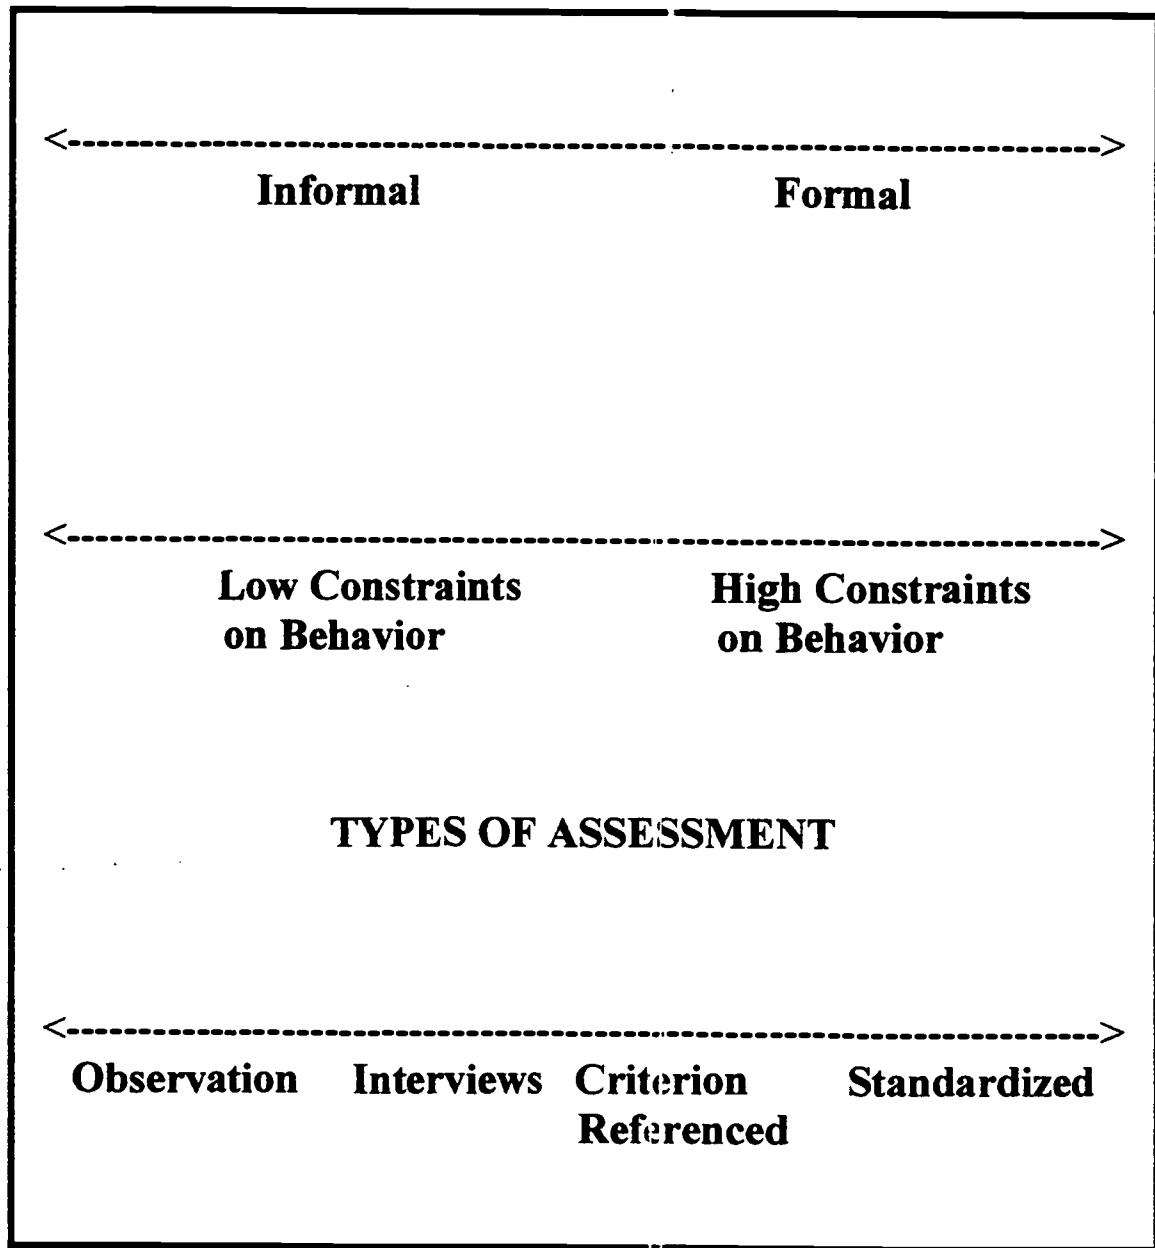 Informal Formal
Low Constraints High Constraints
on Behavior on Behavior
TYPES OF ASSESSMENT
Observation Interviews Criterion Standardized
Referenced